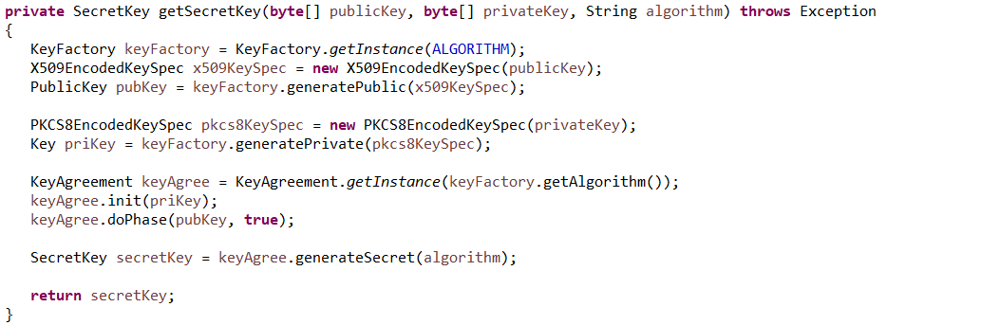 private SecretKey getSecretKey(byte[] publicKey, byte[] privateKey, String algorithm) throws Exception
{
KeyFactory keyFactory = KeyFactory.getInstance(ALGORITHM);
X509EncodedKeySpec x509KeySpec = new X509EncodedKeySpec(publicKey);
PublicKey pubKey = keyFactory.generatePublic(x509KeySpec);
PKCS8EncodedKeySpec pkcs8KeySpec = new PKCS8EncodedKeySpec(privateKey);
Key priKey = keyFactory.generatePrivate(pkcs8KeySpec);
KeyAgreement keyAgree = KeyAgreement.getInstance(keyFactory.getAlgorithm());
keyAgree.init(priKey);
keyAgree.doPhase(pubKey, true);
SecretKey secretKey = keyAgree.generateSecret(algorithm);
return secretKey;
}